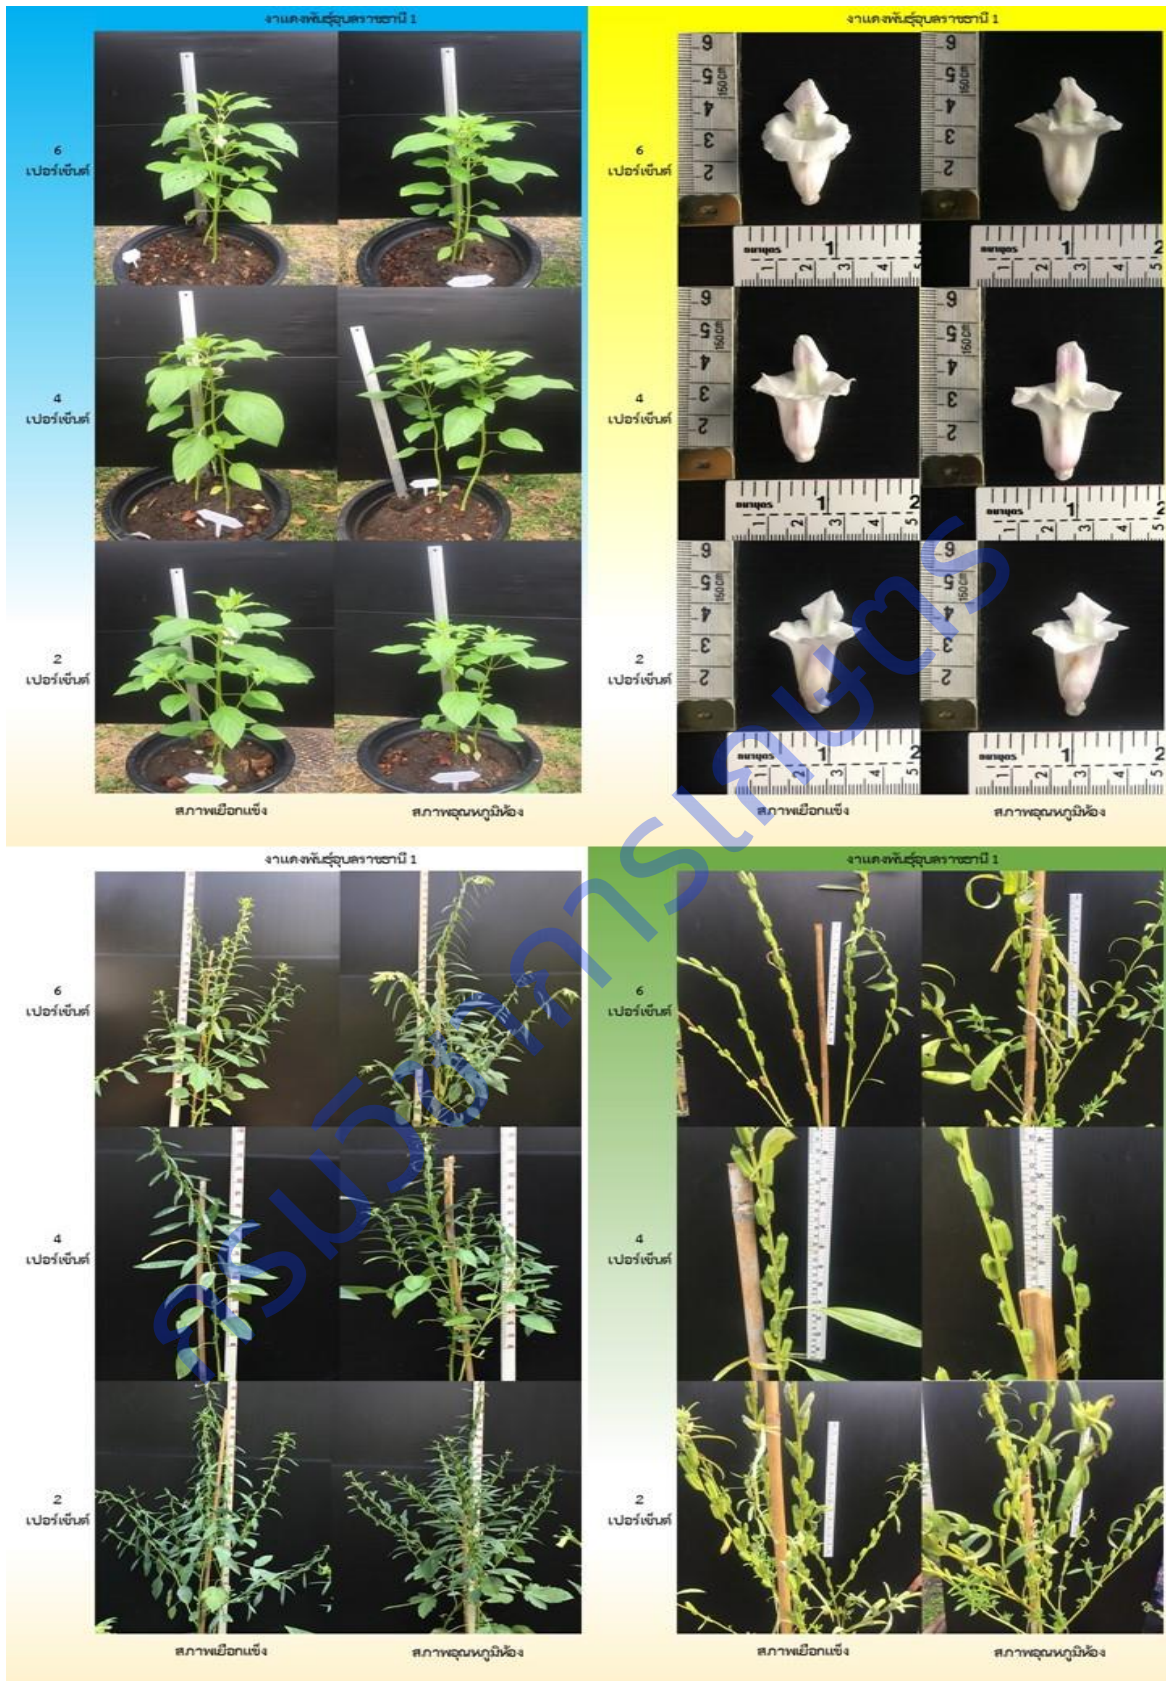 งาแดงพันธุ์อุบลราชธานี 1
6
เปอร์เซ็นต์
4
เปอร์เซ็นต์
2
เปอร์เซ็นต์
สภาพเยือกแข็ง
สภาพอุณหภูมิห้อง
งาแดงพันธุ์อุบลราชธานี 1
6
เปอร์เซ็นต์
4
เปอร์เซ็นต์
2
เปอร์เซ็นต์
สภาพเยือกแข็ง
สภาพอุณหภูมิห้อง
งาแดงพันธุ์อุบลราชธานี 1
6
เปอร์เซ็นต์
4
เปอร์เซ็นต์
2
เปอร์เซ็นต์
สภาพเยือกแข็ง
สภาพอุณหภูมิห้อง
งาแดงพันธุ์อุบลราชธานี 1
6
เปอร์เซ็นต์
4
เปอร์เซ็นต์
2
เปอร์เซ็นต์
สภาพเยือกแข็ง
สภาพอุณหภูมิห้อง
กรมวิชาการเกษตร